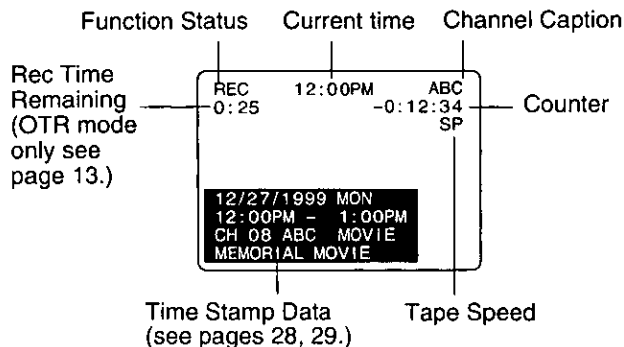 Function Status Current time Channel Caption
Rec Time
Remaining
(OTR mode
only see
page 13.)
REC 12:00PM ABC
0:25 -0:12:34
SP
Counter
12/27/1999 MON
12:00PM - 1:00PM
CH 08 ABC MOVIE
MEMORIAL MOVIE
Time Stamp Data
(see pages 28, 29.)
Tape Speed